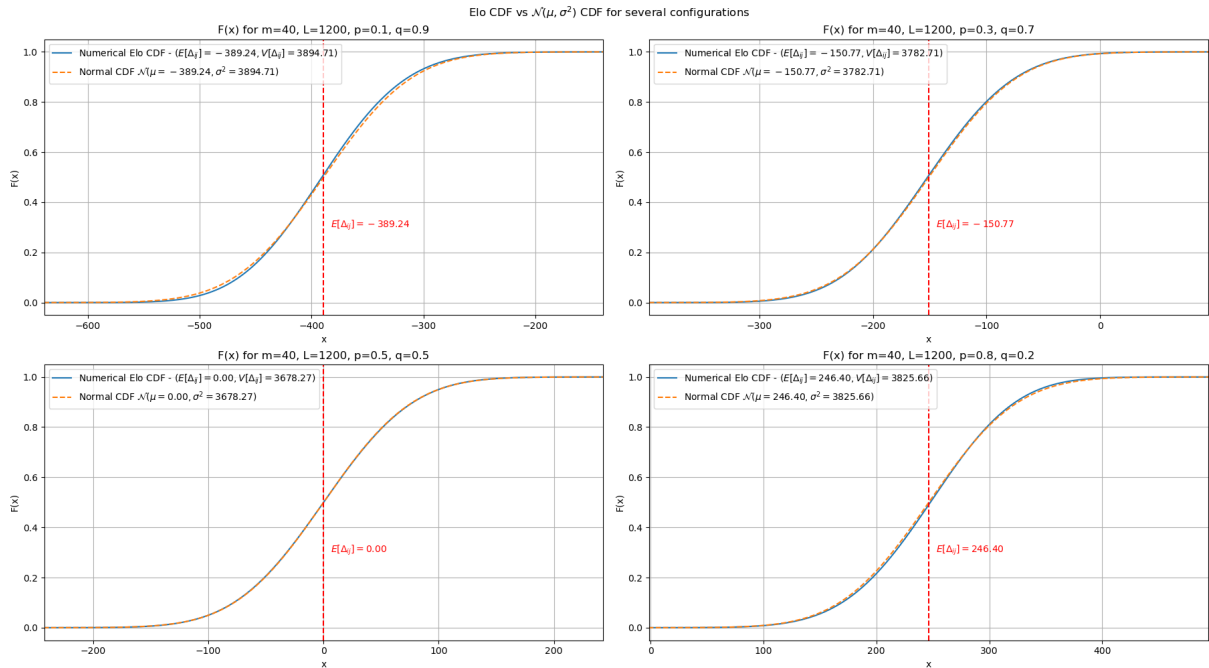 Elo CDF vs 𝒩(μ, σ²) CDF for several configurations
F(x) for m=40, L=1200, p=0.1, q=0.9
1.0
0.8
0.6
0.4
0.2
0.0
F(x)
Numerical Elo CDF - (E[Δij] = −389.24, V[Δij] = 3894.71)
Normal CDF 𝒩(μ = −389.24, σ² = 3894.71)
E[Δij] = −389.24
−600
−500
−400
−300
−200
x
F(x) for m=40, L=1200, p=0.3, q=0.7
1.0
0.8
0.6
0.4
0.2
0.0
F(x)
Numerical Elo CDF - (E[Δij] = −150.77, V[Δij] = 3782.71)
Normal CDF 𝒩(μ = −150.77, σ² = 3782.71)
E[Δij] = −150.77
−300
−200
−100
0
x
F(x) for m=40, L=1200, p=0.5, q=0.5
1.0
0.8
0.6
0.4
0.2
0.0
F(x)
Numerical Elo CDF - (E[Δij] = 0.00, V[Δij] = 3678.27)
Normal CDF 𝒩(μ = 0.00, σ² = 3678.27)
E[Δij] = 0.00
−200
−100
0
100
200
x
F(x) for m=40, L=1200, p=0.8, q=0.2
1.0
0.8
0.6
0.4
0.2
0.0
F(x)
Numerical Elo CDF - (E[Δij] = 246.40, V[Δij] = 3825.66)
Normal CDF 𝒩(μ = 246.40, σ² = 3825.66)
E[Δij] = 246.40
0
100
200
300
400
x